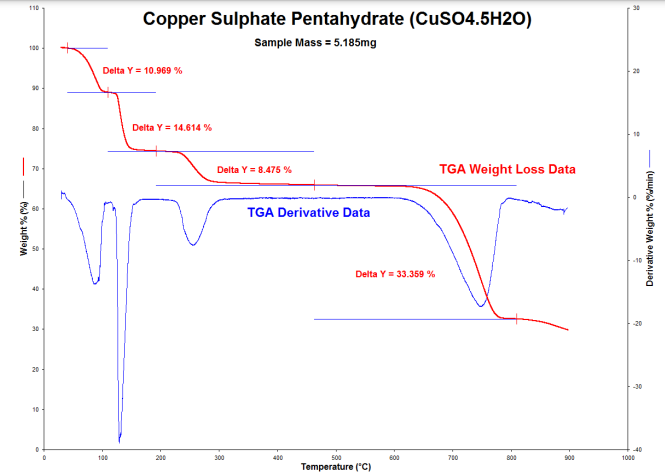 Copper Sulphate Pentahydrate (CuSO4.5H2O)
Sample Mass = 5.185mg
Delta Y = 10.969 %
Delta Y = 14.614 %
Delta Y = 8.475 %
TGA Weight Loss Data
TGA Derivative Data
Delta Y = 33.359 %
Weight % (%)
110
100
90
80
70
60
50
40
30
20
10
0
Derivative Weight % (%/min)
30
20
10
0
-10
-20
-30
-40
0
100
200
300
400
500
600
700
800
900
1000
Temperature (°C)